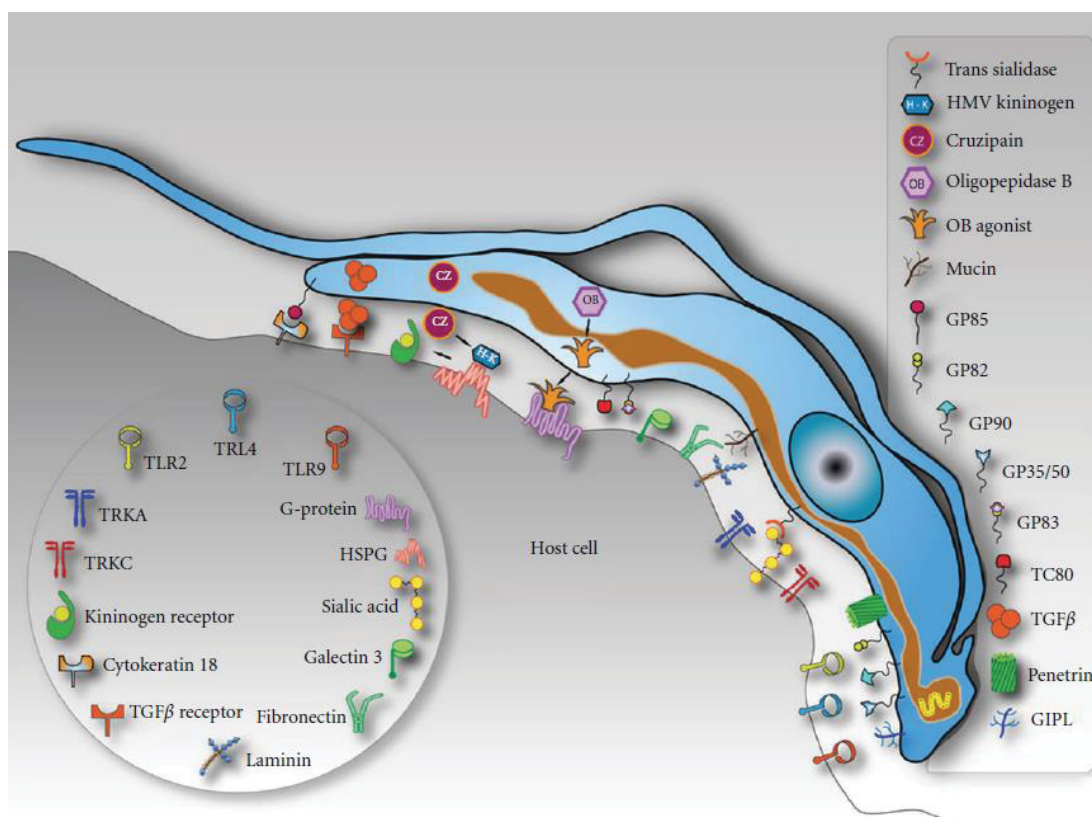 Trans sialidase
H - K
HMV kininogen
CZ
Cruzipain
OB
Oligopepidase B
OB agonist
Mucin
GP85
GP82
GP90
GP35/50
GP83
TC80
TGFβ
Penetrin
GIPL
CZ
OB
CZ
H-K
Host cell
TRL4
TLR2
TLR9
TRKA
G-protein
TRKC
HSPG
Sialic acid
Kininogen receptor
Galectin 3
Cytokeratin 18
TGFβ receptor
Fibronectin
Laminin